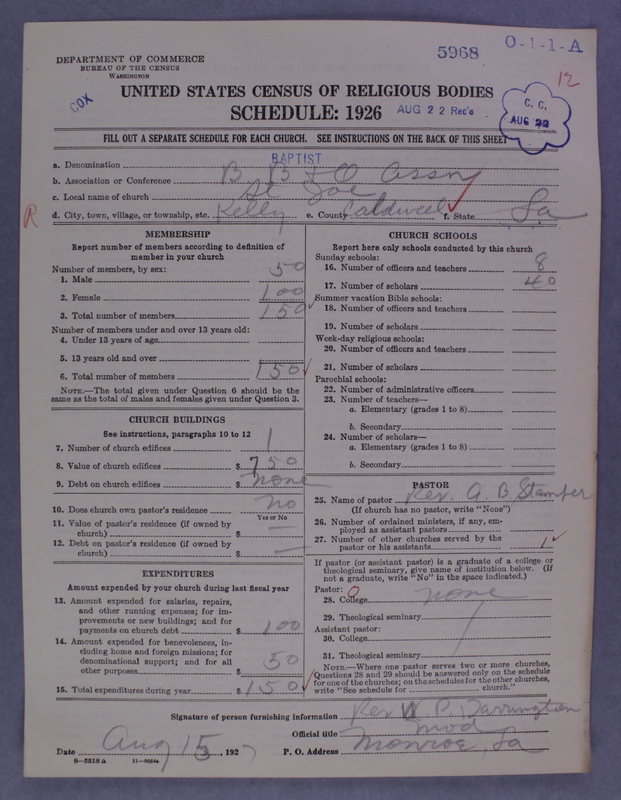 5968
O-1-1-A
12
DEPARTMENT OF COMMERCE
BUREAU OF THE CENSUS
WASHINGTON
COX
UNITED STATES CENSUS OF RELIGIOUS BODIES
SCHEDULE: 1926
AUG 22 Rec'd
C. C.
AUG 22
FILL OUT A SEPARATE SCHEDULE FOR EACH CHURCH. SEE INSTRUCTIONS ON THE BACK OF THIS SHEET
a. Denomination BAPTIST
b. Association or Conference Assn
c. Local name of church St Joe
R
d. City, town, village, or township, etc. Kelly e. County Caldwell f. State La
MEMBERSHIP
Report number of members according to definition of member in your church
Number of members, by sex:
1. Male 50
2. Female 100
3. Total number of members 150
Number of members under and over 13 years old:
4. Under 13 years of age
5. 13 years old and over
6. Total number of members 150
NOTE.—The total given under Question 6 should be the
same as the total of males and females given under Question 3.
CHURCH BUILDINGS
See instructions, paragraphs 10 to 12
7. Number of church edifices 1
8. Value of church edifices $ 750
9. Debt on church edifices $ none
10. Does church own pastor's residence no
Yes or No
11. Value of pastor's residence (if owned by
church) $ —
12. Debt on pastor's residence (if owned by
church) $ —
EXPENDITURES
Amount expended by your church during last fiscal year
13. Amount expended for salaries, repairs,
and other running expenses; for im-
provements or new buildings; and for
payments on church debt $ 100
14. Amount expended for benevolences, in-
cluding home and foreign missions; for
denominational support; and for all
other purposes $ 50
15. Total expenditures during year $ 150
CHURCH SCHOOLS
Report here only schools conducted by this church
Sunday schools:
16. Number of officers and teachers 8
17. Number of scholars 40
Summer vacation Bible schools:
18. Number of officers and teachers
19. Number of scholars
Week-day religious schools:
20. Number of officers and teachers
21. Number of scholars
Parochial schools:
22. Number of administrative officers
23. Number of teachers—
a. Elementary (grades 1 to 8)
b. Secondary
24. Number of scholars—
a. Elementary (grades 1 to 8)
b. Secondary
PASTOR
25. Name of pastor Rev. A. B. Stamper
(If church has no pastor, write "None")
26. Number of ordained ministers, if any, em-
ployed as assistant pastors
27. Number of other churches served by the
pastor or his assistants 1
If pastor (or assistant pastor) is a graduate of a college or
theological seminary, give name of institution below. (If
not a graduate, write "No" in the space indicated.)
Pastor: 0
28. College none
29. Theological seminary
Assistant pastor:
30. College
31. Theological seminary
NOTE.—Where one pastor serves two or more churches,
Questions 28 and 29 should be answered only on the schedule
for one of the churches; on the schedules for the other churches,
write "See schedule for church."
Signature of person furnishing information Rev W. P. Darrington
Official title Mod
Date Aug 15, 1927 P. O. Address Monroe, La
8—5518 a 11—9054a